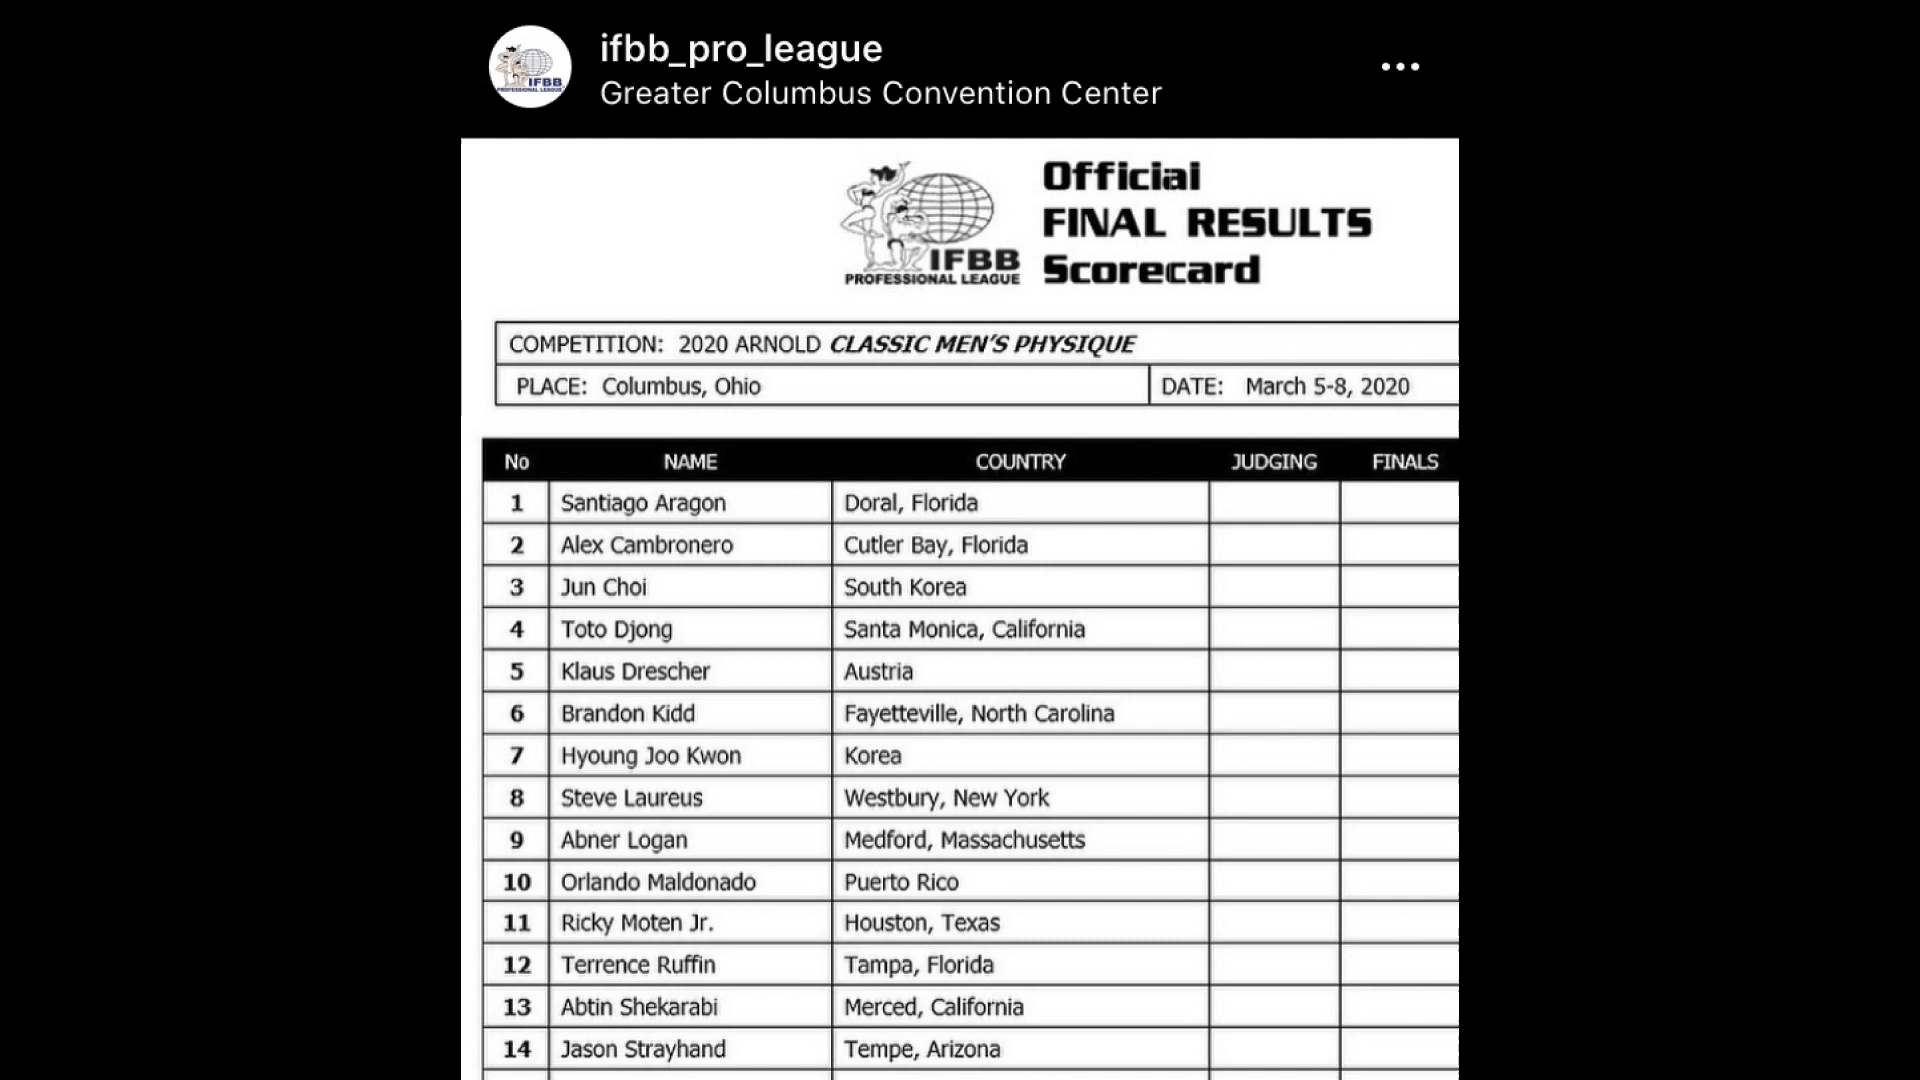 IFBB
PROFESSIONAL LEAGUE
ifbb_pro_league
Greater Columbus Convention Center
IFBB
PROFESSIONAL LEAGUE
Official
FINAL RESULTS
Scorecard
COMPETITION: 2020 ARNOLD CLASSIC MEN'S PHYSIQUE
PLACE: Columbus, Ohio DATE: March 5-8, 2020
No NAME COUNTRY JUDGING FINALS
1 Santiago Aragon Doral, Florida
2 Alex Cambronero Cutler Bay, Florida
3 Jun Choi South Korea
4 Toto Djong Santa Monica, California
5 Klaus Drescher Austria
6 Brandon Kidd Fayetteville, North Carolina
7 Hyoung Joo Kwon Korea
8 Steve Laureus Westbury, New York
9 Abner Logan Medford, Massachusetts
10 Orlando Maldonado Puerto Rico
11 Ricky Moten Jr. Houston, Texas
12 Terrence Ruffin Tampa, Florida
13 Abtin Shekarabi Merced, California
14 Jason Strayhand Tempe, Arizona